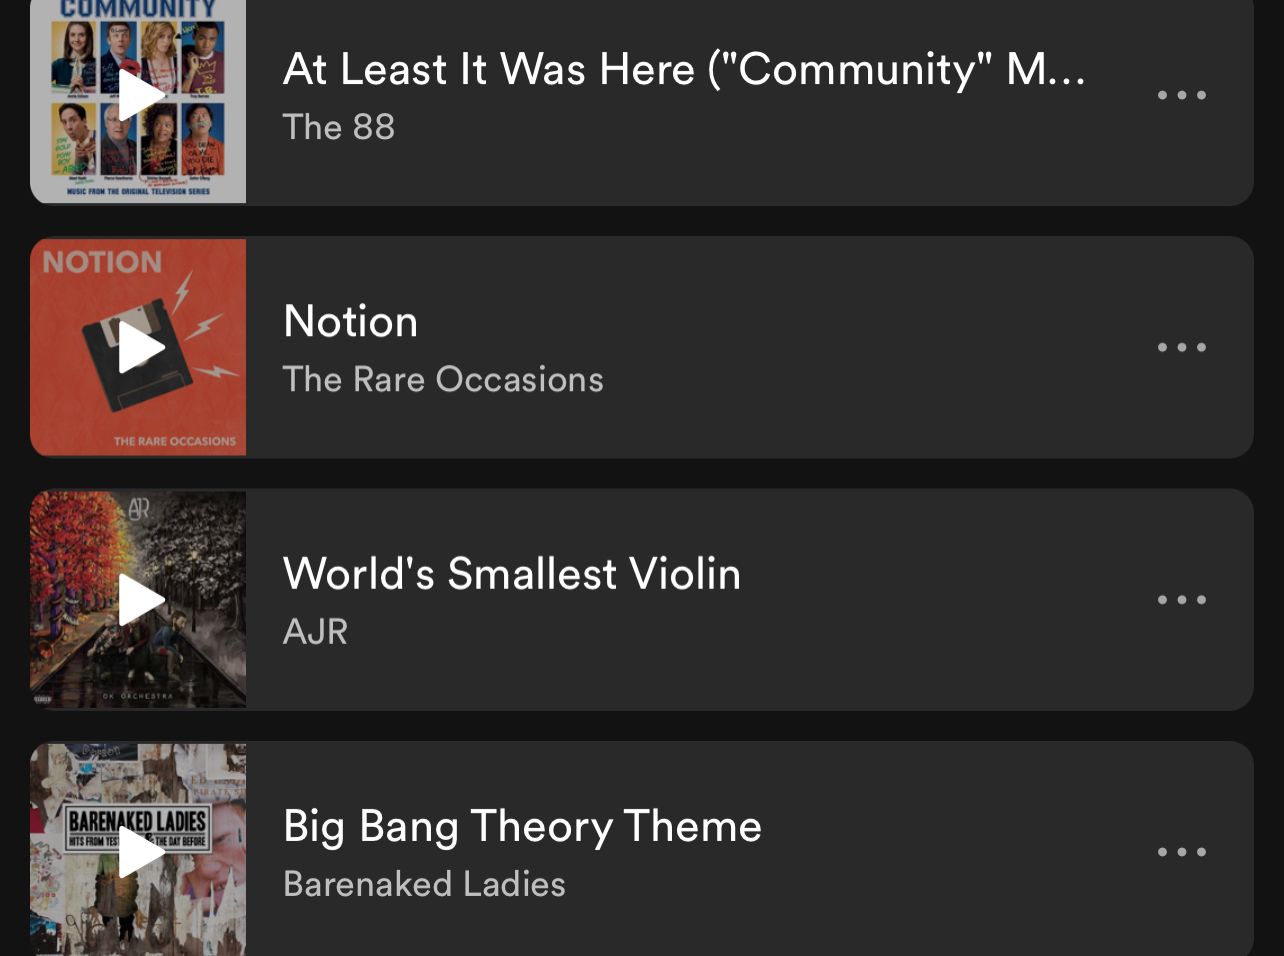 COMMUNITY
MUSIC FROM THE ORIGINAL TELEVISION SERIES
At Least It Was Here ("Community" M...
The 88
NOTION
THE RARE OCCASIONS
Notion
The Rare Occasions
AJR
OK ORCHESTRA
World's Smallest Violin
AJR
BARENAKED LADIES
HITS FROM YES & THE DAY BEFORE
Big Bang Theory Theme
Barenaked Ladies